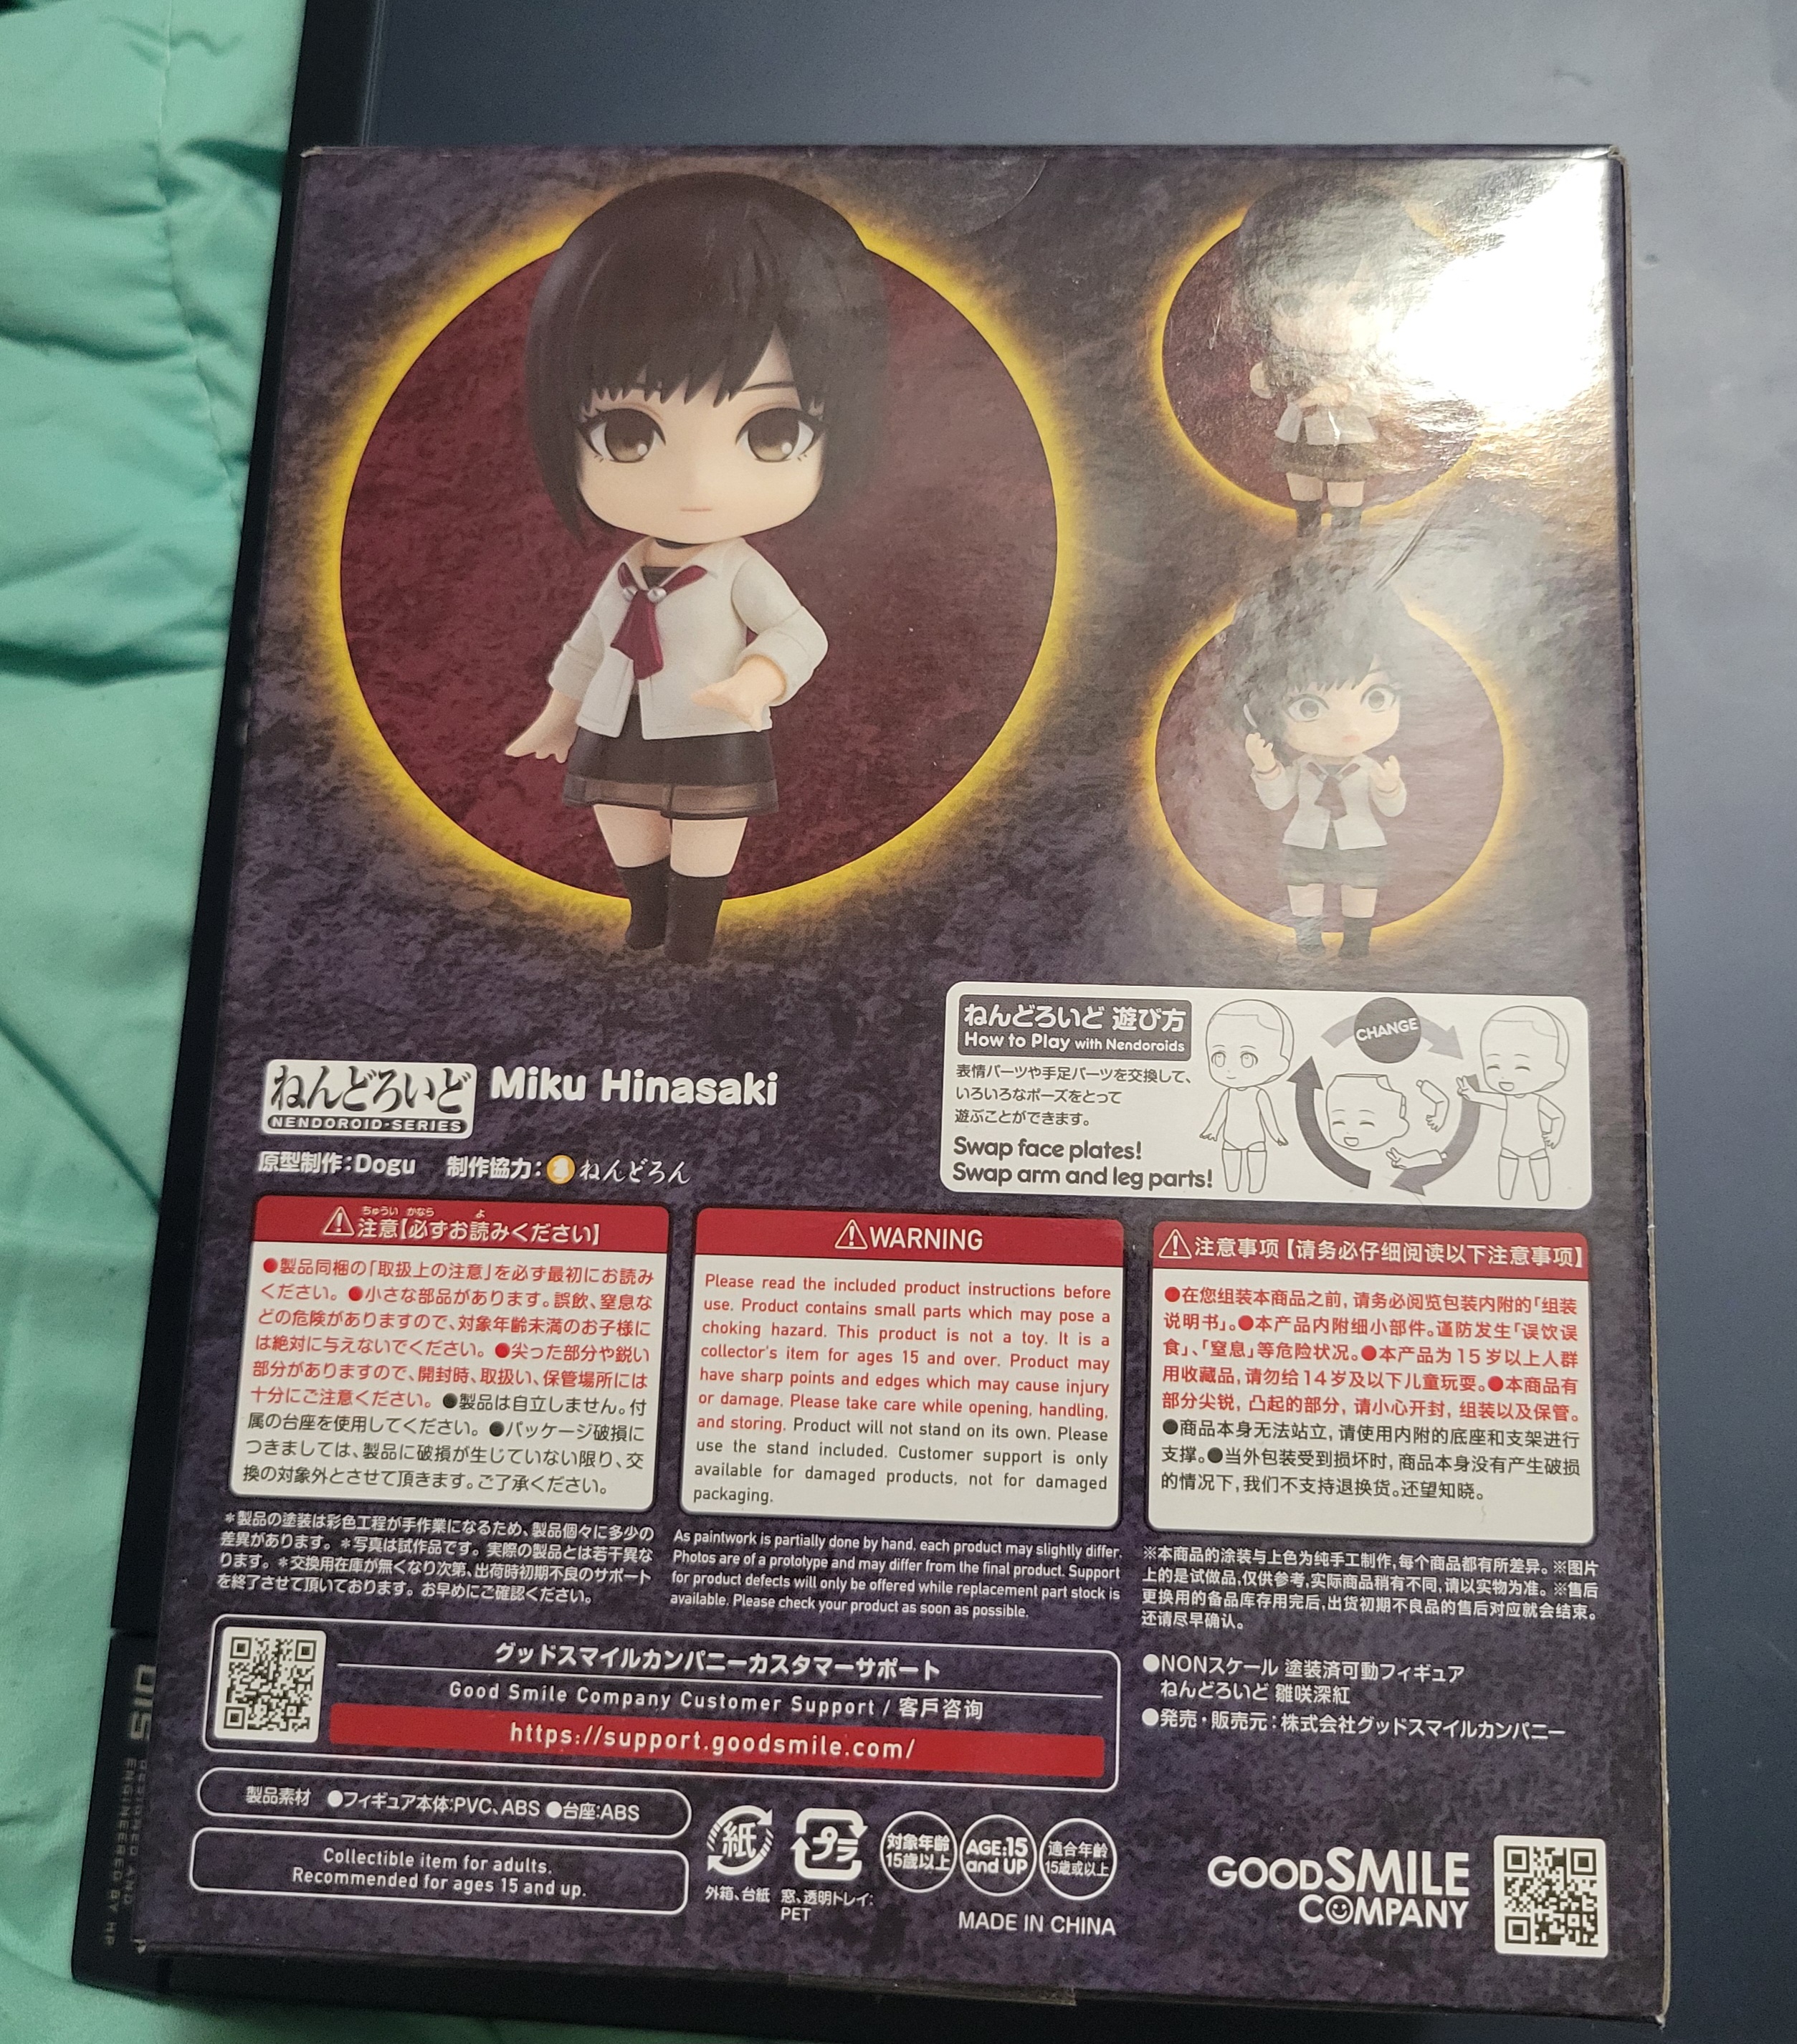 ねんどろいど
NENDOROID-SERIES
Miku Hinasaki
原型制作:Dogu 制作協力: ねんどろん
ねんどろいど 遊び方
How to Play with Nendoroids
表情パーツや手足パーツを交換して、
いろいろなポーズをとって
遊ぶことができます。
Swap face plates!
Swap arm and leg parts!
CHANGE
ちゅうい かなら よ
⚠注意【必ずお読みください】
●製品同梱の「取扱上の注意」を必ず最初にお読み
ください。●小さな部品があります。誤飲、窒息な
どの危険がありますので、対象年齢未満のお子様に
は絶対に与えないでください。●尖った部分や鋭い
部分がありますので、開封時、取扱い、保管場所には
十分にご注意ください。●製品は自立しません。付
属の台座を使用してください。●パッケージ破損に
つきましては、製品に破損が生じていない限り、交
換の対象外とさせて頂きます。ご了承ください。
⚠WARNING
Please read the included product instructions before
use. Product contains small parts which may pose a
choking hazard. This product is not a toy. It is a
collector's item for ages 15 and over. Product may
have sharp points and edges which may cause injury
or damage. Please take care while opening, handling,
and storing. Product will not stand on its own. Please
use the stand included. Customer support is only
available for damaged products, not for damaged
packaging.
⚠注意事项【请务必仔细阅读以下注意事项】
●在您组装本商品之前, 请务必阅览包装内附的「组装
说明书」。●本产品内附细小部件。谨防发生「误饮误
食」、「窒息」等危险状况。●本产品为15岁以上人群
用收藏品, 请勿给14岁及以下儿童玩耍。●本商品有
部分尖锐, 凸起的部分, 请小心开封, 组装以及保管。
●商品本身无法站立, 请使用内附的底座和支架进行
支撑。●当外包装受到损坏时, 商品本身没有产生破损
的情况下, 我们不支持退换货。还望知晓。
＊製品の塗装は彩色工程が手作業になるため、製品個々に多少の
差異があります。＊写真は試作品です。実際の製品とは若干異な
ります。＊交換用在庫が無くなり次第、出荷時初期不良のサポート
を終了させて頂いております。お早めにご確認ください。
As paintwork is partially done by hand, each product may slightly differ.
Photos are of a prototype and may differ from the final product. Support
for product defects will only be offered while replacement part stock is
available. Please check your product as soon as possible.
※本商品的涂装与上色为纯手工制作,每个商品都有所差异。※图片
上的是试做品,仅供参考,实际商品稍有不同,请以实物为准。※售后
更换用的备品库存用完后,出货初期不良品的售后对应就会结束。
还请尽早确认。
グッドスマイルカンパニーカスタマーサポート
Good Smile Company Customer Support / 客戶咨询
https://support.goodsmile.com/
●NONスケール 塗装済可動フィギュア
ねんどろいど 雛咲深紅
●発売・販売元:株式会社グッドスマイルカンパニー
製品素材 ●フィギュア本体:PVC、ABS ●台座:ABS
Collectible item for adults.
Recommended for ages 15 and up.
紙
外箱、台紙
プラ
窓、透明トレイ:
PET
対象年齢
15歳以上
AGE:15
and UP
適合年齢
15歳或以上
MADE IN CHINA
GOOD SMILE
COMPANY
DESIGNED AND
ENGINEERED BY HP